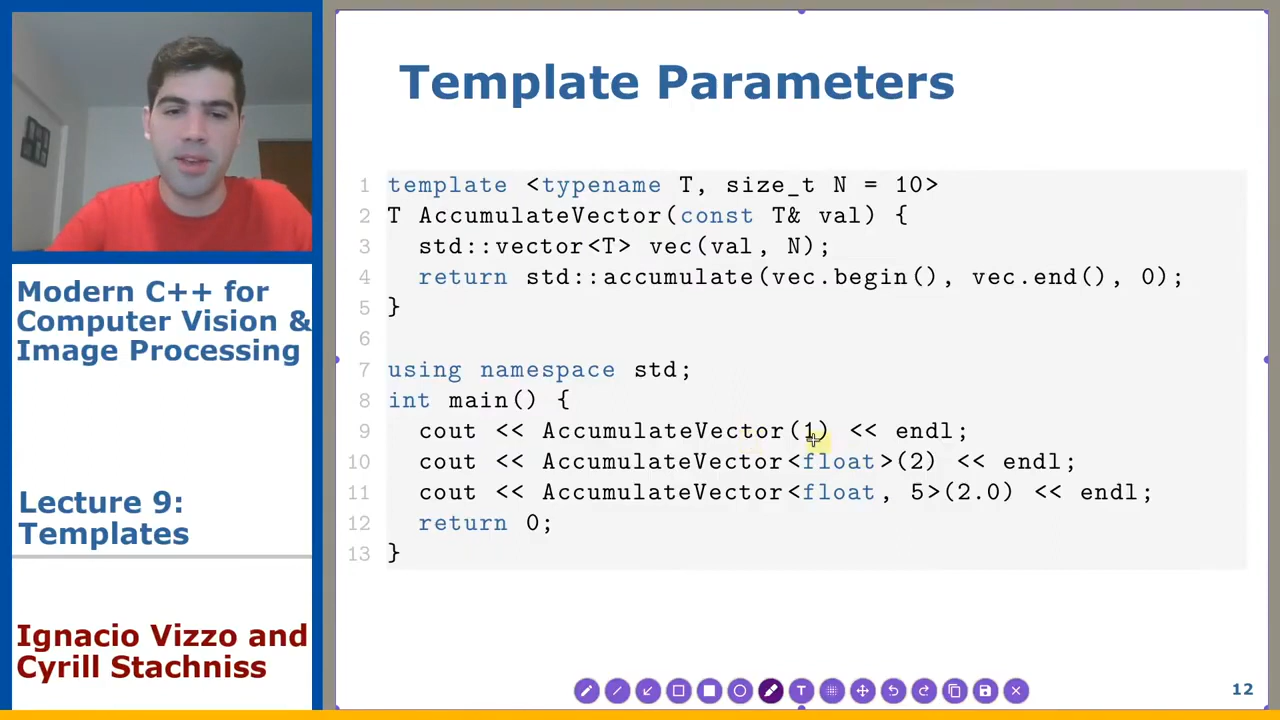 Template Parameters
1 template <typename T, size_t N = 10>
2 T AccumulateVector(const T& val) {
3 std::vector<T> vec(val, N);
4 return std::accumulate(vec.begin(), vec.end(), 0);
5 }
6
7 using namespace std;
8 int main() {
9 cout << AccumulateVector(1) << endl;
10 cout << AccumulateVector<float>(2) << endl;
11 cout << AccumulateVector<float, 5>(2.0) << endl;
12 return 0;
13 }
Modern C++ for
Computer Vision &
Image Processing
Lecture 9:
Templates
Ignacio Vizzo and
Cyrill Stachniss
T
12